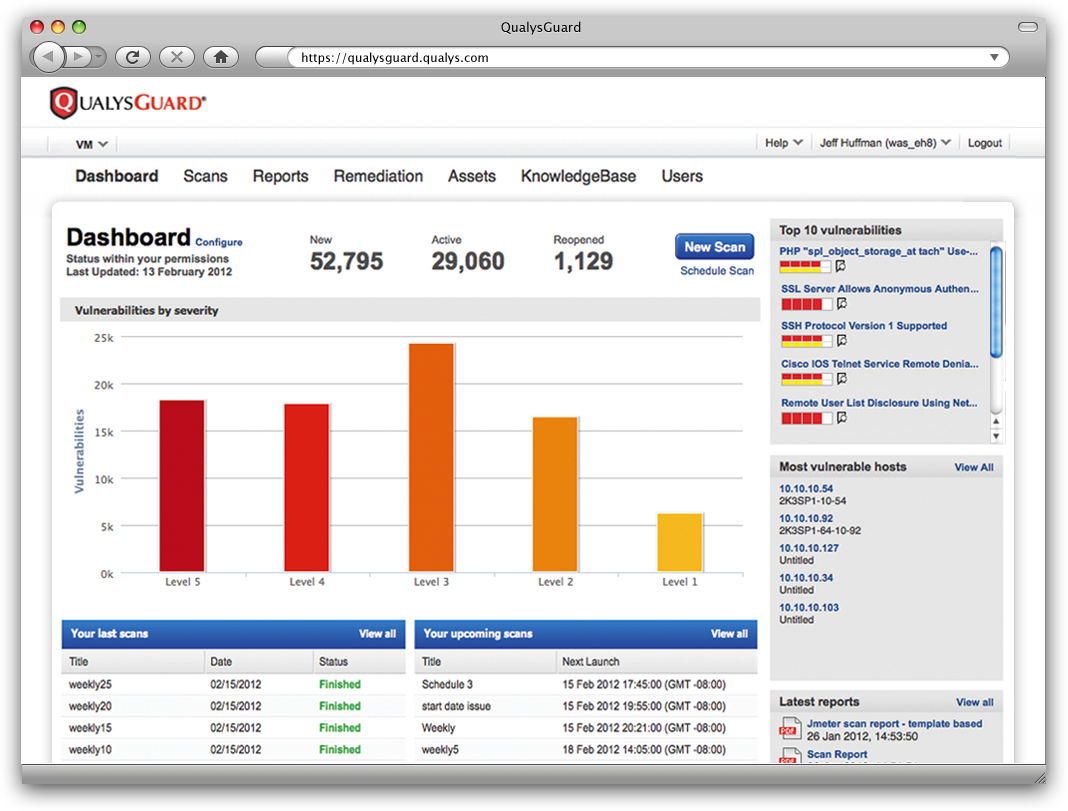 QualysGuard
https://qualysguard.qualys.com
QUALYSGUARD®
VM
Help
Jeff Huffman (was_eh8)
Logout
Dashboard Scans Reports Remediation Assets KnowledgeBase Users
Dashboard Configure
Status within your permissions
Last Updated: 13 February 2012
New
52,795
Active
29,060
Reopened
1,129
New Scan
Schedule Scan
Vulnerabilities by severity
Vulnerabilities
25k
20k
15k
10k
5k
0k
Level 5 Level 4 Level 3 Level 2 Level 1
Your last scans View all
Title Date Status
weekly25 02/15/2012 Finished
weekly20 02/15/2012 Finished
weekly15 02/15/2012 Finished
weekly10 02/15/2012 Finished
Your upcoming scans View all
Title Next Launch
Schedule 3 15 Feb 2012 17:45:00 (GMT -08:00)
start date issue 15 Feb 2012 19:55:00 (GMT -08:00)
Weekly 15 Feb 2012 20:21:00 (GMT -08:00)
weekly5 18 Feb 2012 14:05:00 (GMT -08:00)
Top 10 vulnerabilities
PHP "spl_object_storage_at tach" Use-...
SSL Server Allows Anonymous Authen...
SSH Protocol Version 1 Supported
Cisco IOS Telnet Service Remote Denia...
Remote User List Disclosure Using Net...
Most vulnerable hosts View All
10.10.10.54
2K3SP1-10-54
10.10.10.92
2K3SP1-64-10-92
10.10.10.127
Untitled
10.10.10.34
Untitled
10.10.10.103
Untitled
Latest reports View all
PDF
Jmeter scan report - template based
26 Jan 2012, 14:53:50
PDF
Scan Report